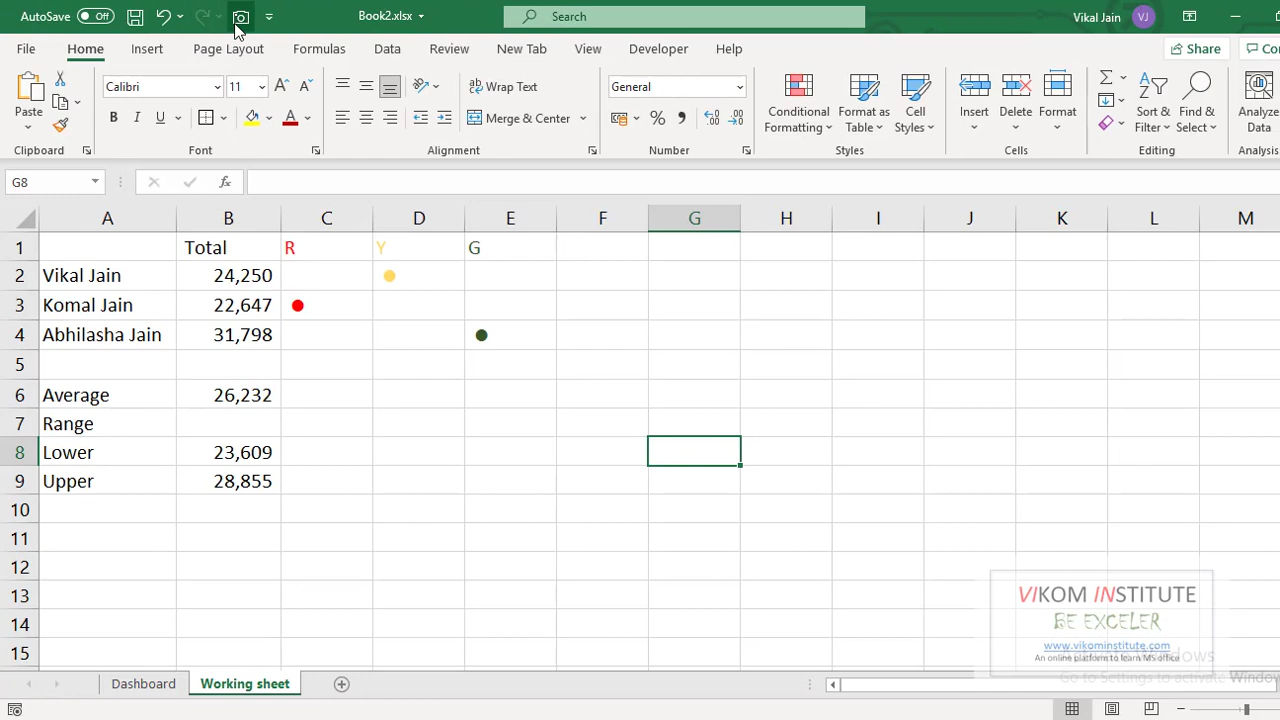 AutoSave Off Book2.xlsx Search Vikal Jain VJ
File Home Insert Page Layout Formulas Data Review New Tab View Developer Help Share
Paste Calibri 11 ab Wrap Text General Conditional Formatting Format as Table Cell Styles Insert Delete Format Sort & Filter Find & Select Analyze Data
B I U A Merge & Center %
Clipboard Font Alignment Number Styles Cells Editing Analysis
G8 fx
A B C D E F G H I J K L M
1 Total R Y G
2 Vikal Jain 24,250
3 Komal Jain 22,647
4 Abhilasha Jain 31,798
5
6 Average 26,232
7 Range
8 Lower 23,609
9 Upper 28,855
10
11
12
13
14
15
VIKOM INSTITUTE
BE EXCELER
www.vikominstitute.com
An online platform to learn MS office
Go to Settings to activate Window
Dashboard Working sheet